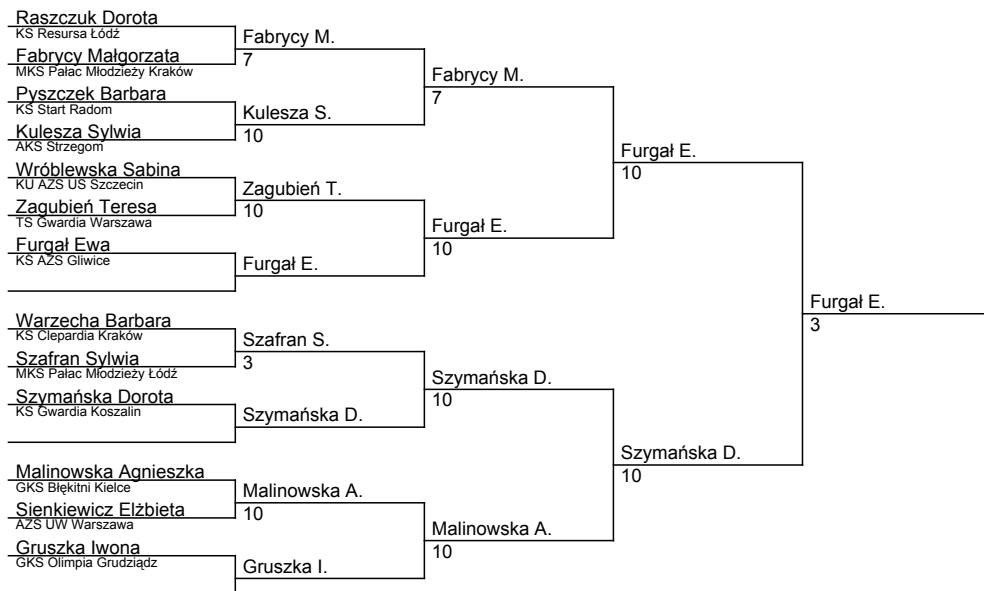 Raszczuk Dorota
KS Resursa Łódź
Fabrycy M.
7
Fabrycy Małgorzata
MKS Pałac Młodzieży Kraków
Fabrycy M.
7
Pyszczek Barbara
KS Start Radom
Kulesza S.
10
Kulesza Sylwia
AKS Strzegom
Furgał E.
10
Wróblewska Sabina
KU AZS US Szczecin
Zagubień T.
10
Zagubień Teresa
TS Gwardia Warszawa
Furgał E.
10
Furgał Ewa
KS AZS Gliwice
Furgał E.
Furgał E.
3
Warzecha Barbara
KS Clepardia Kraków
Szafran S.
3
Szafran Sylwia
MKS Pałac Młodzieży Łódź
Szymańska D.
10
Szymańska Dorota
KS Gwardia Koszalin
Szymańska D.
Szymańska D.
10
Malinowska Agnieszka
GKS Błękitni Kielce
Malinowska A.
10
Sienkiewicz Elżbieta
AZS UW Warszawa
Malinowska A.
10
Gruszka Iwona
GKS Olimpia Grudziądz
Gruszka I.